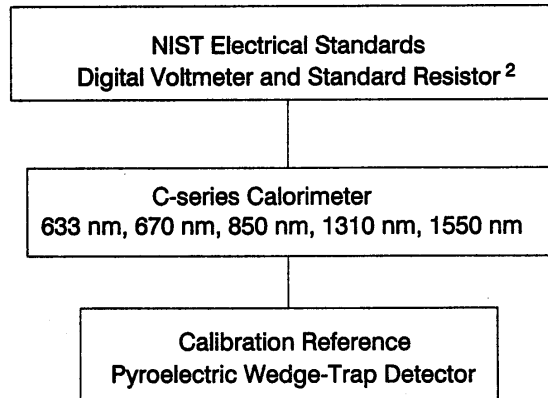 NIST Electrical Standards
Digital Voltmeter and Standard Resistor 2
C-series Calorimeter
633 nm, 670 nm, 850 nm, 1310 nm, 1550 nm
Calibration Reference
Pyroelectric Wedge-Trap Detector